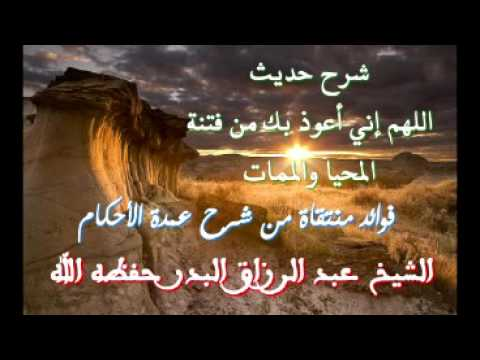 شرح حديث
اللهم إني أعوذ بك من فتنة
المحيا والممات
فوائد منتقاة من شرح عمدة الأحكام
الشيخ عبد الرزاق البدر حفظه الله